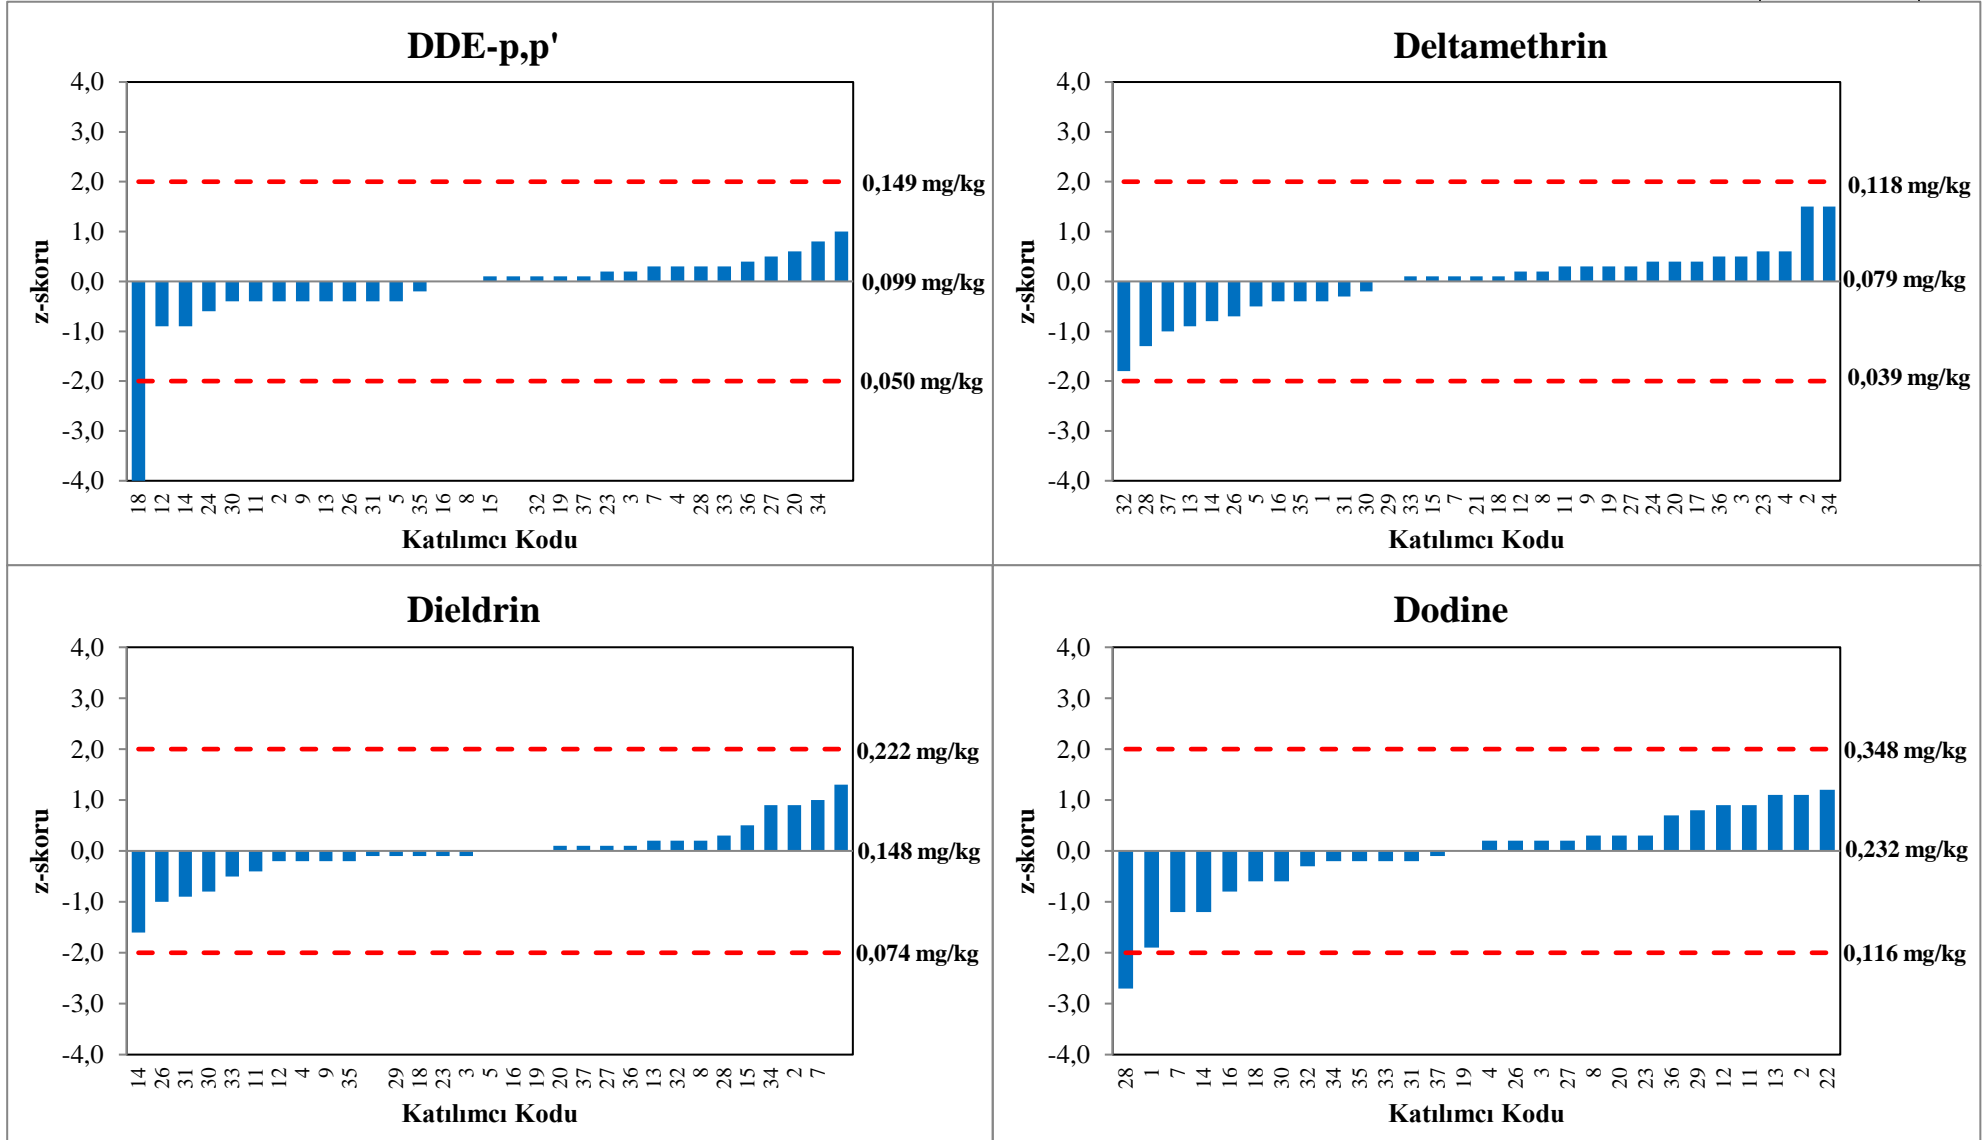 DDE-p,p'
4,0
3,0
2,0
1,0
0,0
-1,0
-2,0
-3,0
-4,0
z-skoru
0,149 mg/kg
0,099 mg/kg
0,050 mg/kg
18 12 14 24 30 11 2 9 13 26 31 5 35 16 8 15 32 19 37 23 3 7 4 28 33 36 27 20 34
Katılımcı Kodu
Deltamethrin
4,0
3,0
2,0
1,0
0,0
-1,0
-2,0
-3,0
-4,0
z-skoru
0,118 mg/kg
0,079 mg/kg
0,039 mg/kg
32 28 37 13 14 26 5 16 35 1 31 30 29 33 15 7 21 18 12 8 11 9 19 27 24 20 17 36 3 23 4 2 34
Katılımcı Kodu
Dieldrin
4,0
3,0
2,0
1,0
0,0
-1,0
-2,0
-3,0
-4,0
z-skoru
0,222 mg/kg
0,148 mg/kg
0,074 mg/kg
14 26 31 30 33 11 12 4 9 35 29 18 23 3 5 16 19 20 37 27 36 13 32 8 28 15 34 2 7
Katılımcı Kodu
Dodine
4,0
3,0
2,0
1,0
0,0
-1,0
-2,0
-3,0
-4,0
z-skoru
0,348 mg/kg
0,232 mg/kg
0,116 mg/kg
28 1 7 14 16 18 30 32 34 35 33 31 37 19 4 26 3 27 8 20 23 36 29 12 11 13 2 22
Katılımcı Kodu